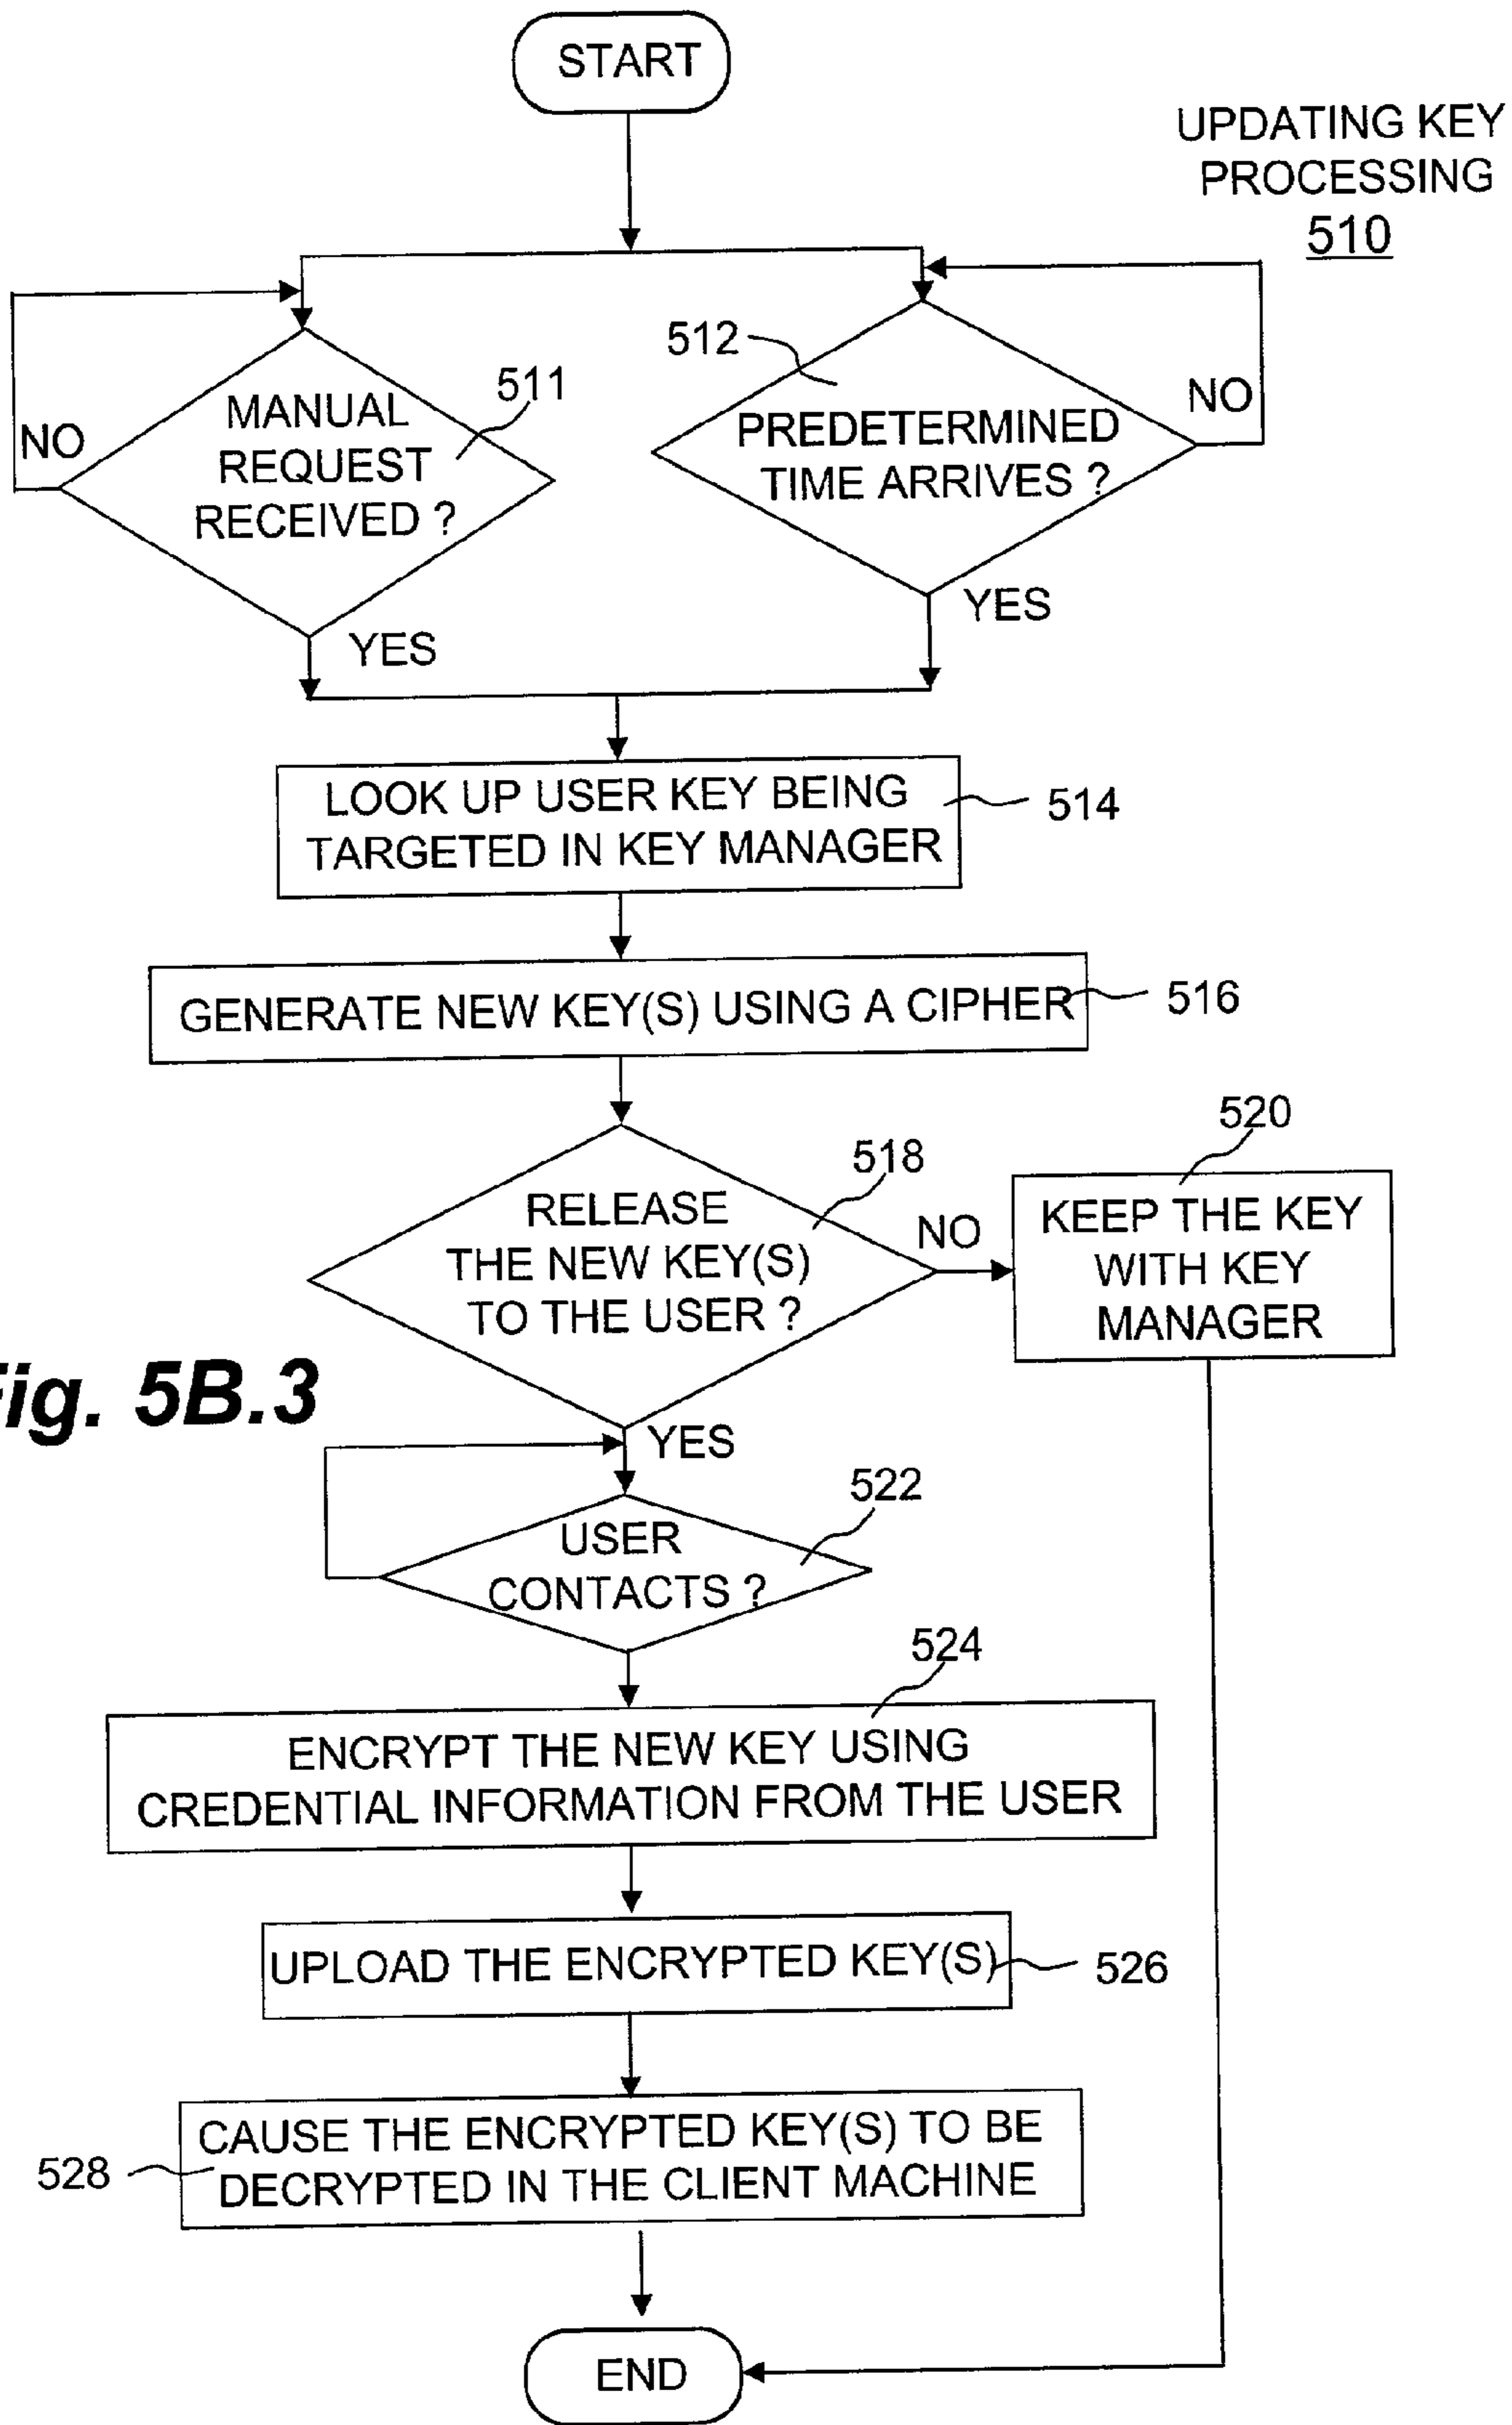 START
UPDATING KEY
PROCESSING
510
511
512
MANUAL
REQUEST
RECEIVED ?
NO
PREDETERMINED
TIME ARRIVES ?
NO
YES
YES
LOOK UP USER KEY BEING
TARGETED IN KEY MANAGER
514
GENERATE NEW KEY(S) USING A CIPHER
516
518
RELEASE
THE NEW KEY(S)
TO THE USER ?
NO
520
KEEP THE KEY
WITH KEY
MANAGER
Fig. 5B.3
YES
522
USER
CONTACTS ?
524
ENCRYPT THE NEW KEY USING
CREDENTIAL INFORMATION FROM THE USER
UPLOAD THE ENCRYPTED KEY(S)
526
CAUSE THE ENCRYPTED KEY(S) TO BE
DECRYPTED IN THE CLIENT MACHINE
528
END